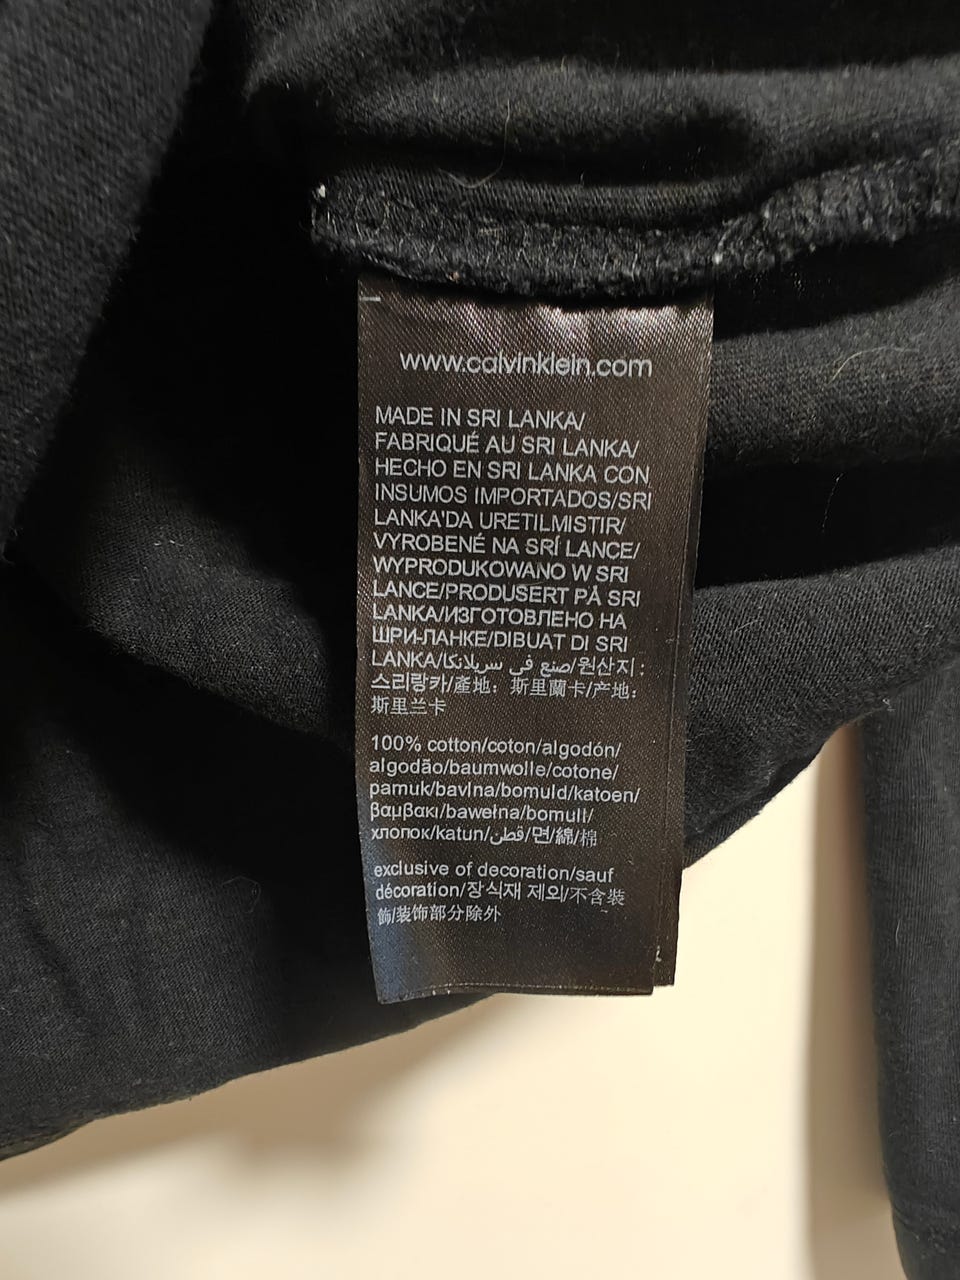 www.calvinklein.com
MADE IN SRI LANKA/
FABRIQUÉ AU SRI LANKA/
HECHO EN SRI LANKA CON
INSUMOS IMPORTADOS/SRI
LANKA'DA URETILMISTIR/
VYROBENÉ NA SRÍ LANCE/
WYPRODUKOWANO W SRI
LANCE/PRODUSERT PÅ SRI
LANKA/ИЗГОТОВЛЕНО НА
ШРИ-ЛАНКЕ/DIBUAT DI SRI
LANKA/صنع في سريلانكا/원산지 :
스리랑카/產地：斯里蘭卡/产地：
斯里兰卡
100% cotton/coton/algodón/
algodão/baumwolle/cotone/
pamuk/bavlna/bomuld/katoen/
βαμβακι/bawełna/bomull/
хлопок/katun/قطن/면/綿/棉
exclusive of decoration/sauf
décoration/장식재 제외/不含裝
飾/装饰部分除外